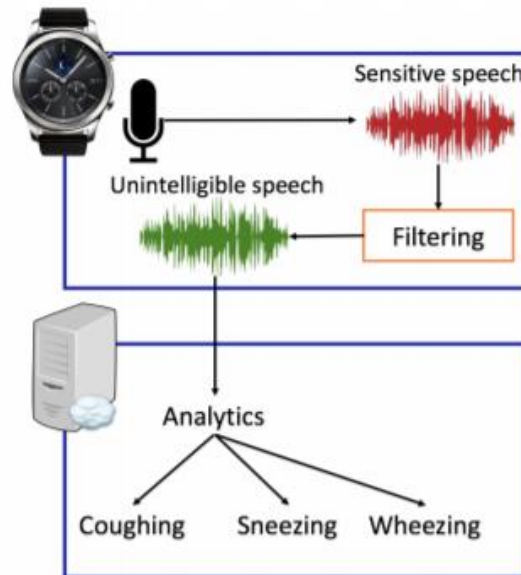 Sensitive speech
Unintelligible speech
Filtering
Analytics
Coughing Sneezing Wheezing